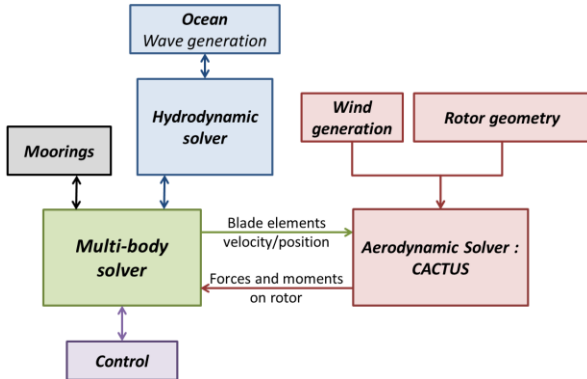 Ocean
Wave generation
Hydrodynamic
solver
Wind
generation
Rotor geometry
Moorings
Multi-body
solver
Blade elements
velocity/position
Forces and moments
on rotor
Aerodynamic Solver :
CACTUS
Control